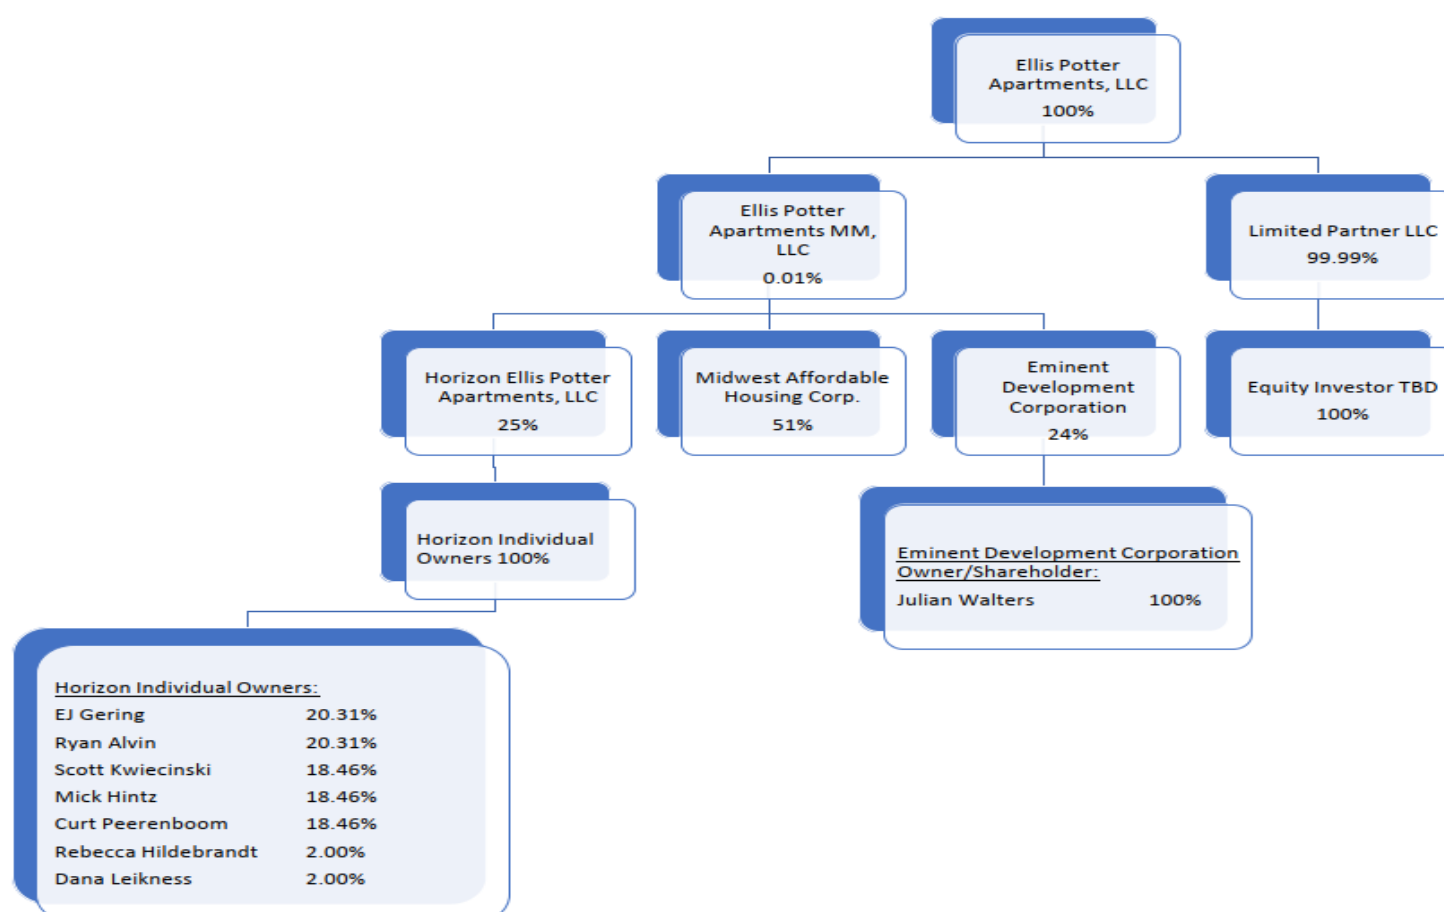 Ellis Potter
Apartments, LLC
100%
Ellis Potter
Apartments MM,
LLC
0.01%
Limited Partner LLC
99.99%
Horizon Ellis Potter
Apartments, LLC
25%
Midwest Affordable
Housing Corp.
51%
Eminent
Development
Corporation
24%
Equity Investor TBD
100%
Horizon Individual
Owners 100%
Eminent Development Corporation
Owner/Shareholder:
Julian Walters 100%
Horizon Individual Owners:
EJ Gering 20.31%
Ryan Alvin 20.31%
Scott Kwiecinski 18.46%
Mick Hintz 18.46%
Curt Peerenboom 18.46%
Rebecca Hildebrandt 2.00%
Dana Leikness 2.00%